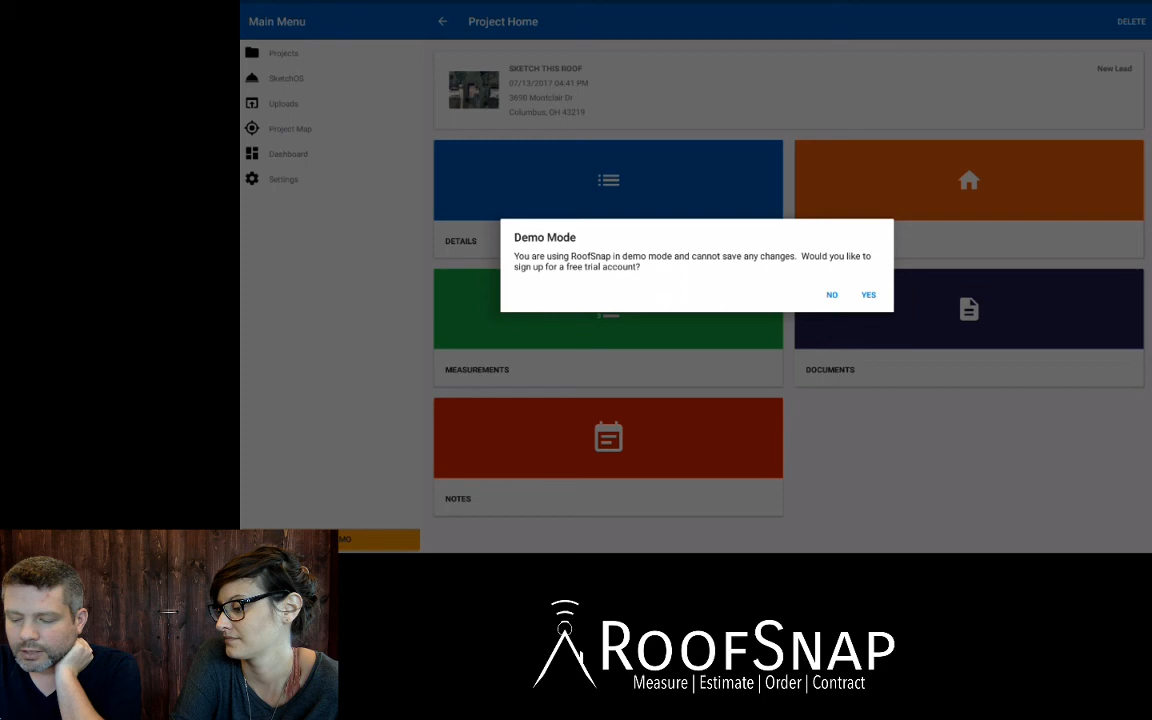 Main Menu
Project Home
DELETE
Projects
SketchOS
Uploads
Project Map
Dashboard
Settings
SKETCH THIS ROOF
07/13/2017 04:41 PM
3690 Montclair Dr
Columbus, OH 43219
New Lead
DETAILS
Demo Mode
You are using RoofSnap in demo mode and cannot save any changes. Would you like to
sign up for a free trial account?
NO
YES
MEASUREMENTS
DOCUMENTS
NOTES
MO
ROOFSNAP
Measure | Estimate | Order | Contract